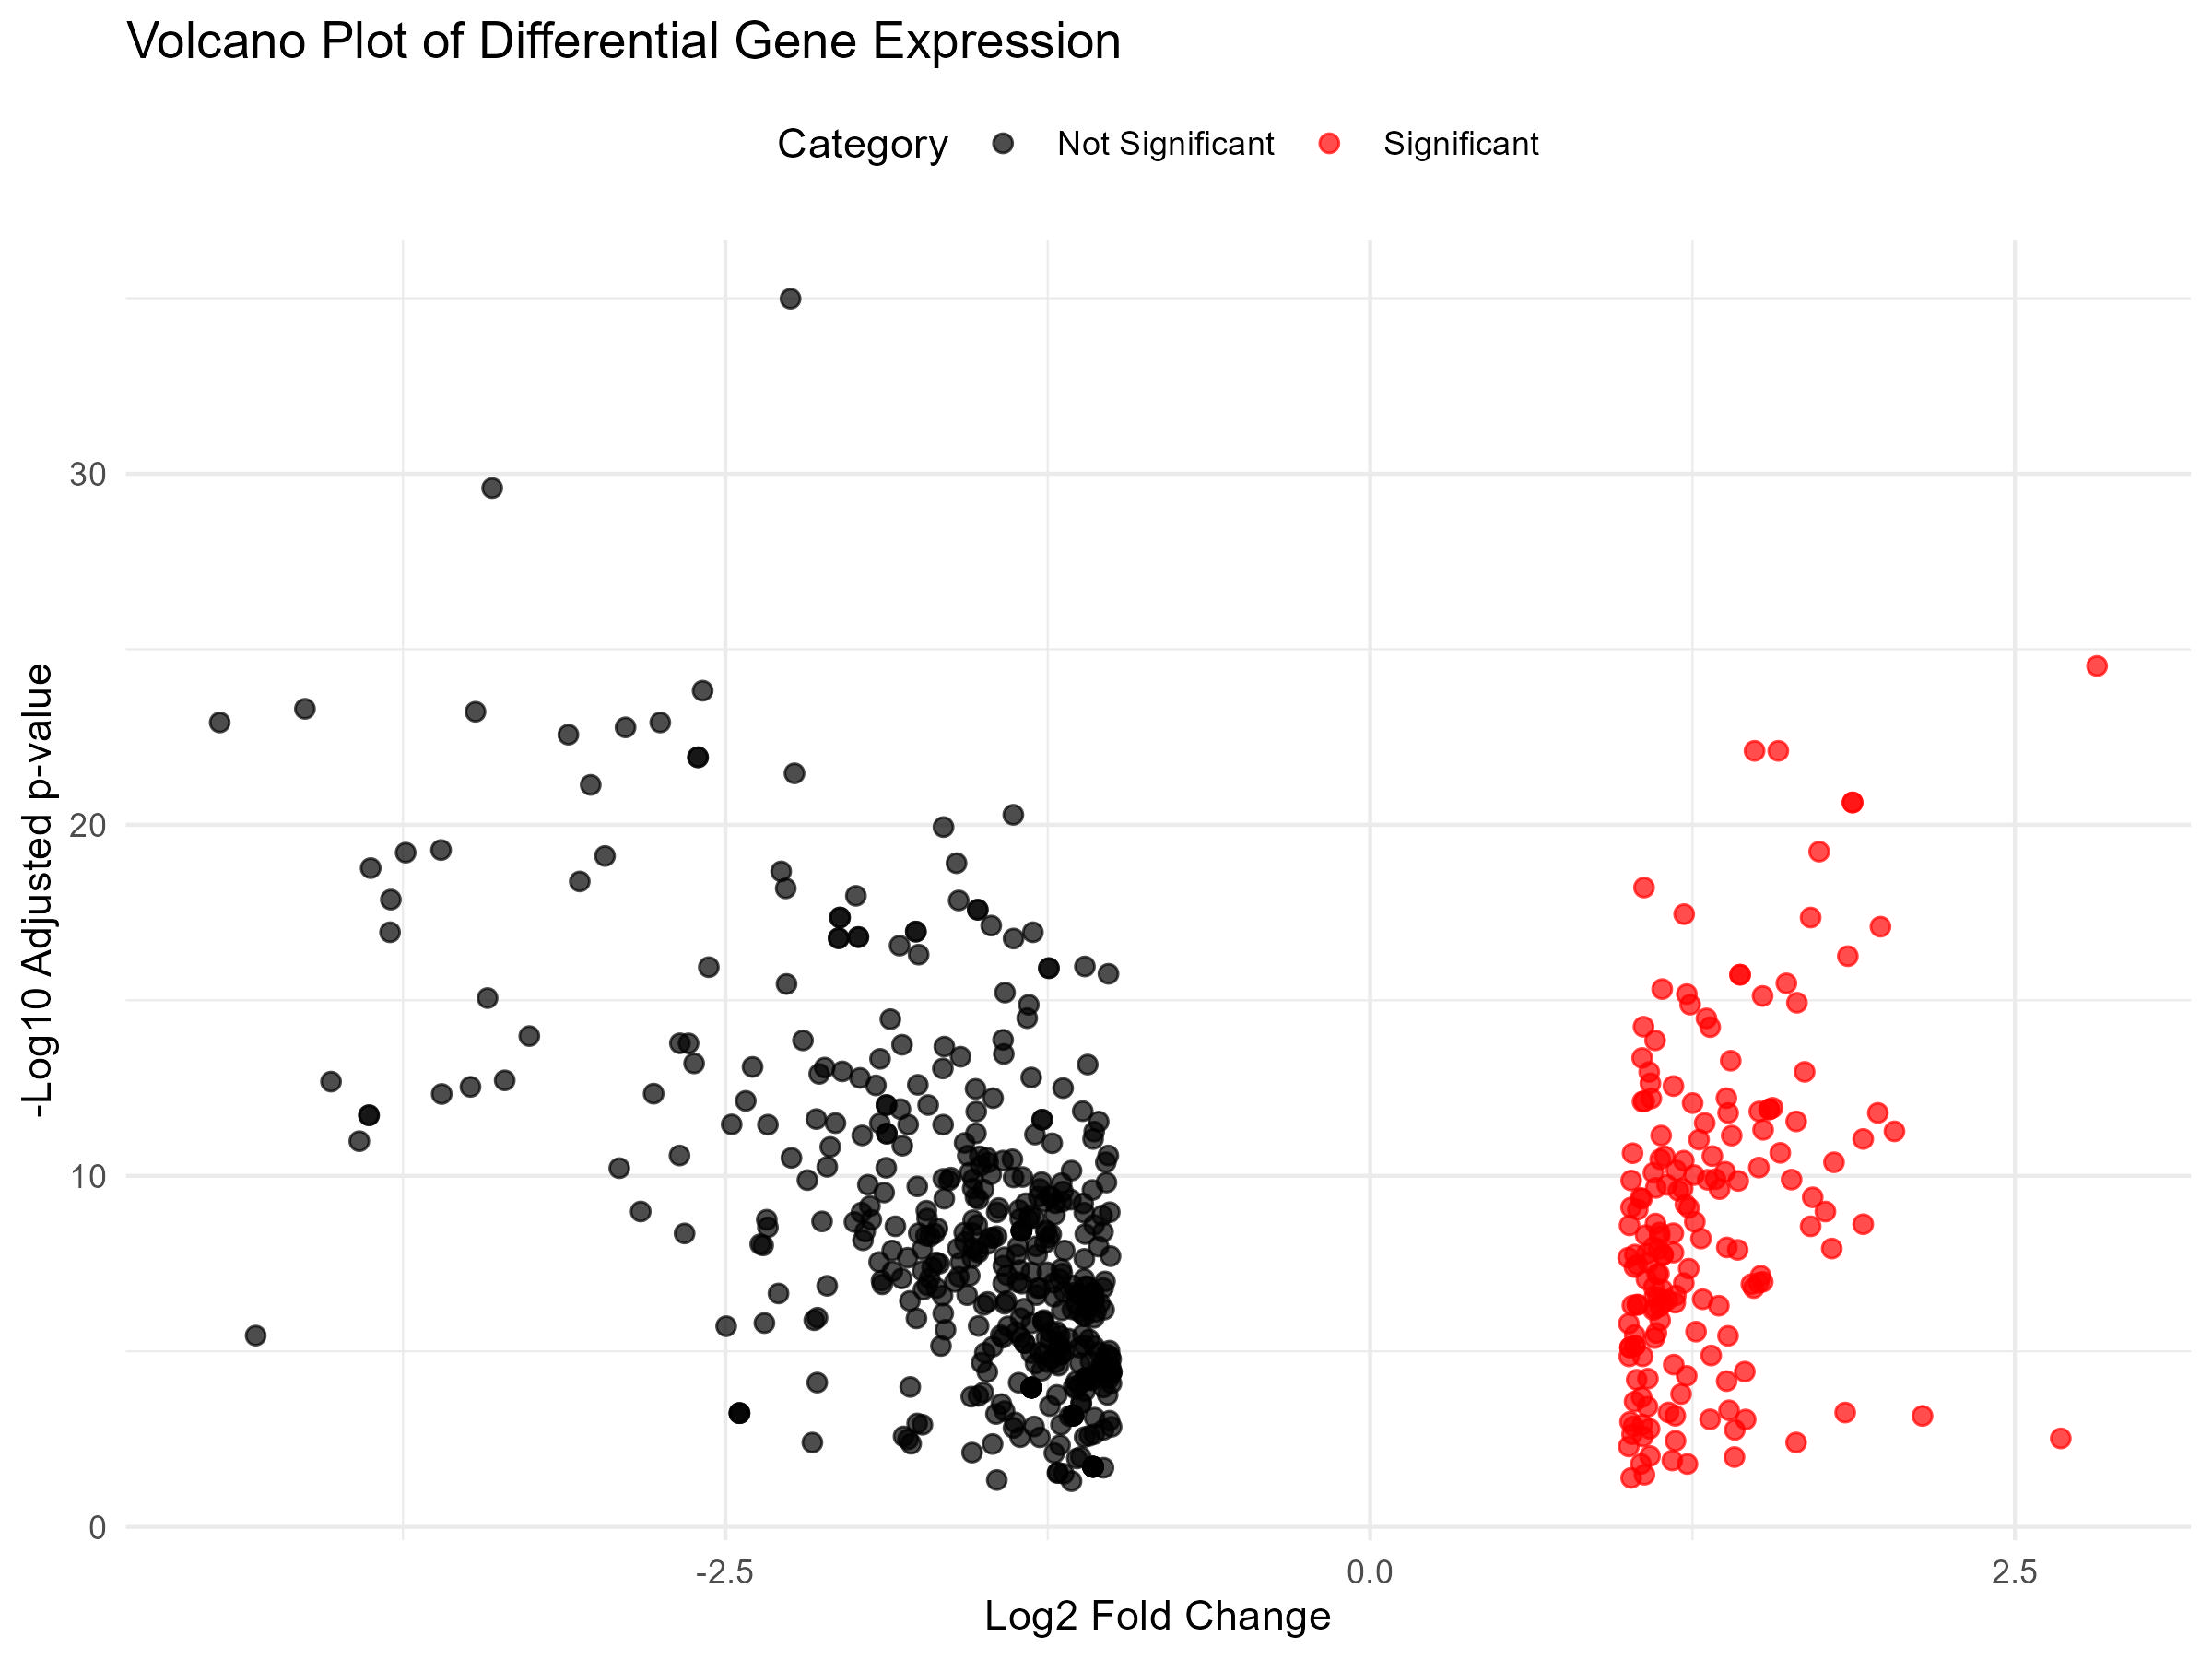 Volcano Plot of Differential Gene Expression
Category Not Significant Significant
-Log10 Adjusted p-value
30
20
10
0
-2.5 0.0 2.5
Log2 Fold Change